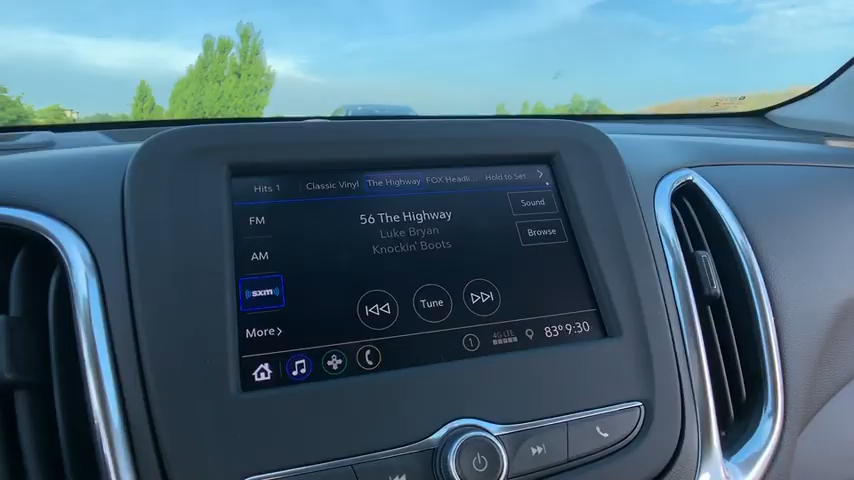 Hits 1 Classic Vinyl The Highway FOX Headli... Hold to Set
FM
56 The Highway
Sound
Luke Bryan
AM
Knockin' Boots
Browse
sxm
Tune
More
1 4G LTE 83° 9:30